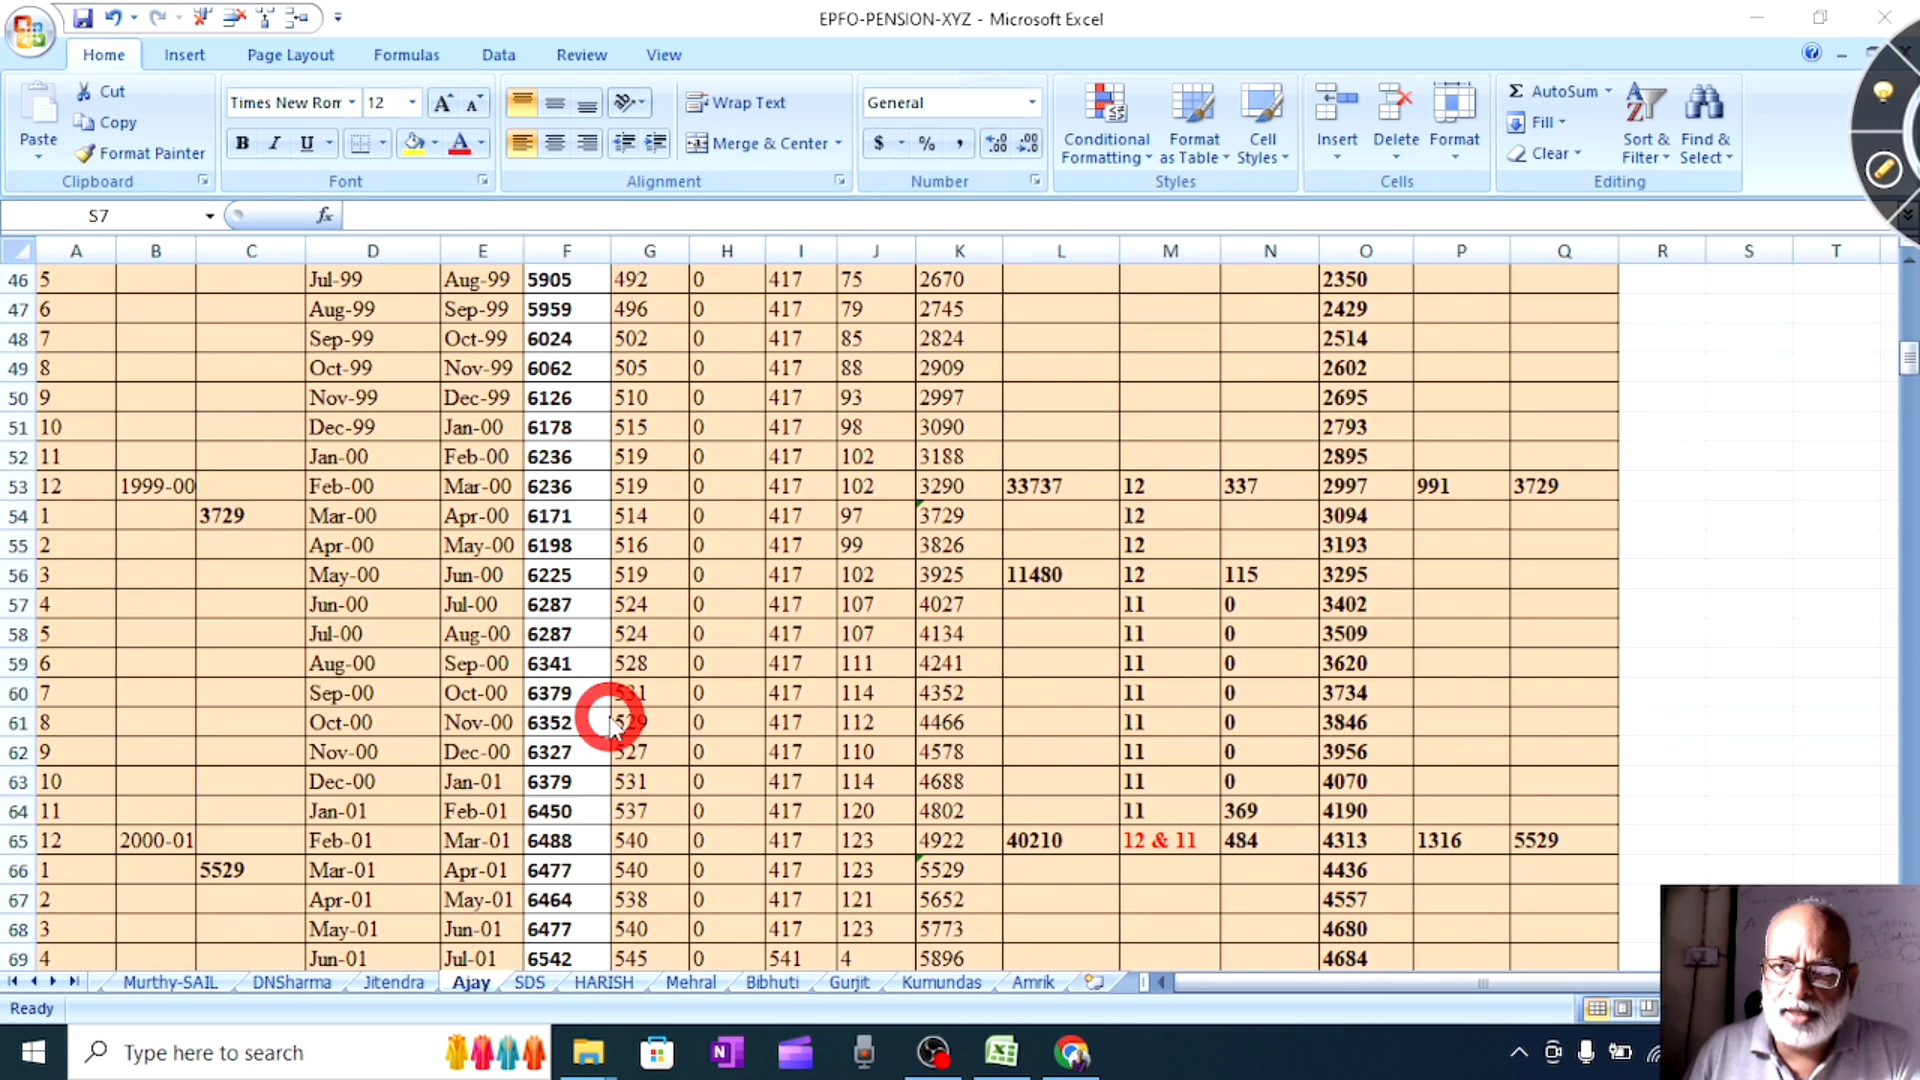 EPFO-PENSION-XYZ - Microsoft Excel
Home Insert Page Layout Formulas Data Review View
Paste Cut Copy Format Painter Clipboard
Times New Ron 12 A A B I U A Font
Wrap Text Merge & Center Alignment
General $ % , .0 .00 .00 .0 Number
Conditional Formatting Format as Table Cell Styles Styles
Insert Delete Format Cells
Σ AutoSum Fill Clear Sort & Filter Find & Select Editing
S7 fx
A B C D E F G H I J K L M N O P Q R S T
46 5 Jul-99 Aug-99 5905 492 0 417 75 2670 2350
47 6 Aug-99 Sep-99 5959 496 0 417 79 2745 2429
48 7 Sep-99 Oct-99 6024 502 0 417 85 2824 2514
49 8 Oct-99 Nov-99 6062 505 0 417 88 2909 2602
50 9 Nov-99 Dec-99 6126 510 0 417 93 2997 2695
51 10 Dec-99 Jan-00 6178 515 0 417 98 3090 2793
52 11 Jan-00 Feb-00 6236 519 0 417 102 3188 2895
53 12 1999-00 Feb-00 Mar-00 6236 519 0 417 102 3290 33737 12 337 2997 991 3729
54 1 3729 Mar-00 Apr-00 6171 514 0 417 97 3729 12 3094
55 2 Apr-00 May-00 6198 516 0 417 99 3826 12 3193
56 3 May-00 Jun-00 6225 519 0 417 102 3925 11480 12 115 3295
57 4 Jun-00 Jul-00 6287 524 0 417 107 4027 11 0 3402
58 5 Jul-00 Aug-00 6287 524 0 417 107 4134 11 0 3509
59 6 Aug-00 Sep-00 6341 528 0 417 111 4241 11 0 3620
60 7 Sep-00 Oct-00 6379 531 0 417 114 4352 11 0 3734
61 8 Oct-00 Nov-00 6352 529 0 417 112 4466 11 0 3846
62 9 Nov-00 Dec-00 6327 527 0 417 110 4578 11 0 3956
63 10 Dec-00 Jan-01 6379 531 0 417 114 4688 11 0 4070
64 11 Jan-01 Feb-01 6450 537 0 417 120 4802 11 369 4190
65 12 2000-01 Feb-01 Mar-01 6488 540 0 417 123 4922 40210 12 & 11 484 4313 1316 5529
66 1 5529 Mar-01 Apr-01 6477 540 0 417 123 5529 4436
67 2 Apr-01 May-01 6464 538 0 417 121 5652 4557
68 3 May-01 Jun-01 6477 540 0 417 123 5773 4680
69 4 Jun-01 Jul-01 6542 545 0 541 4 5896 4684
Murthy-SAIL DNSharma Jitendra Ajay SDS HARISH Mehral Bibhuti Gurjit Kumundas Amrik
Ready
Type here to search